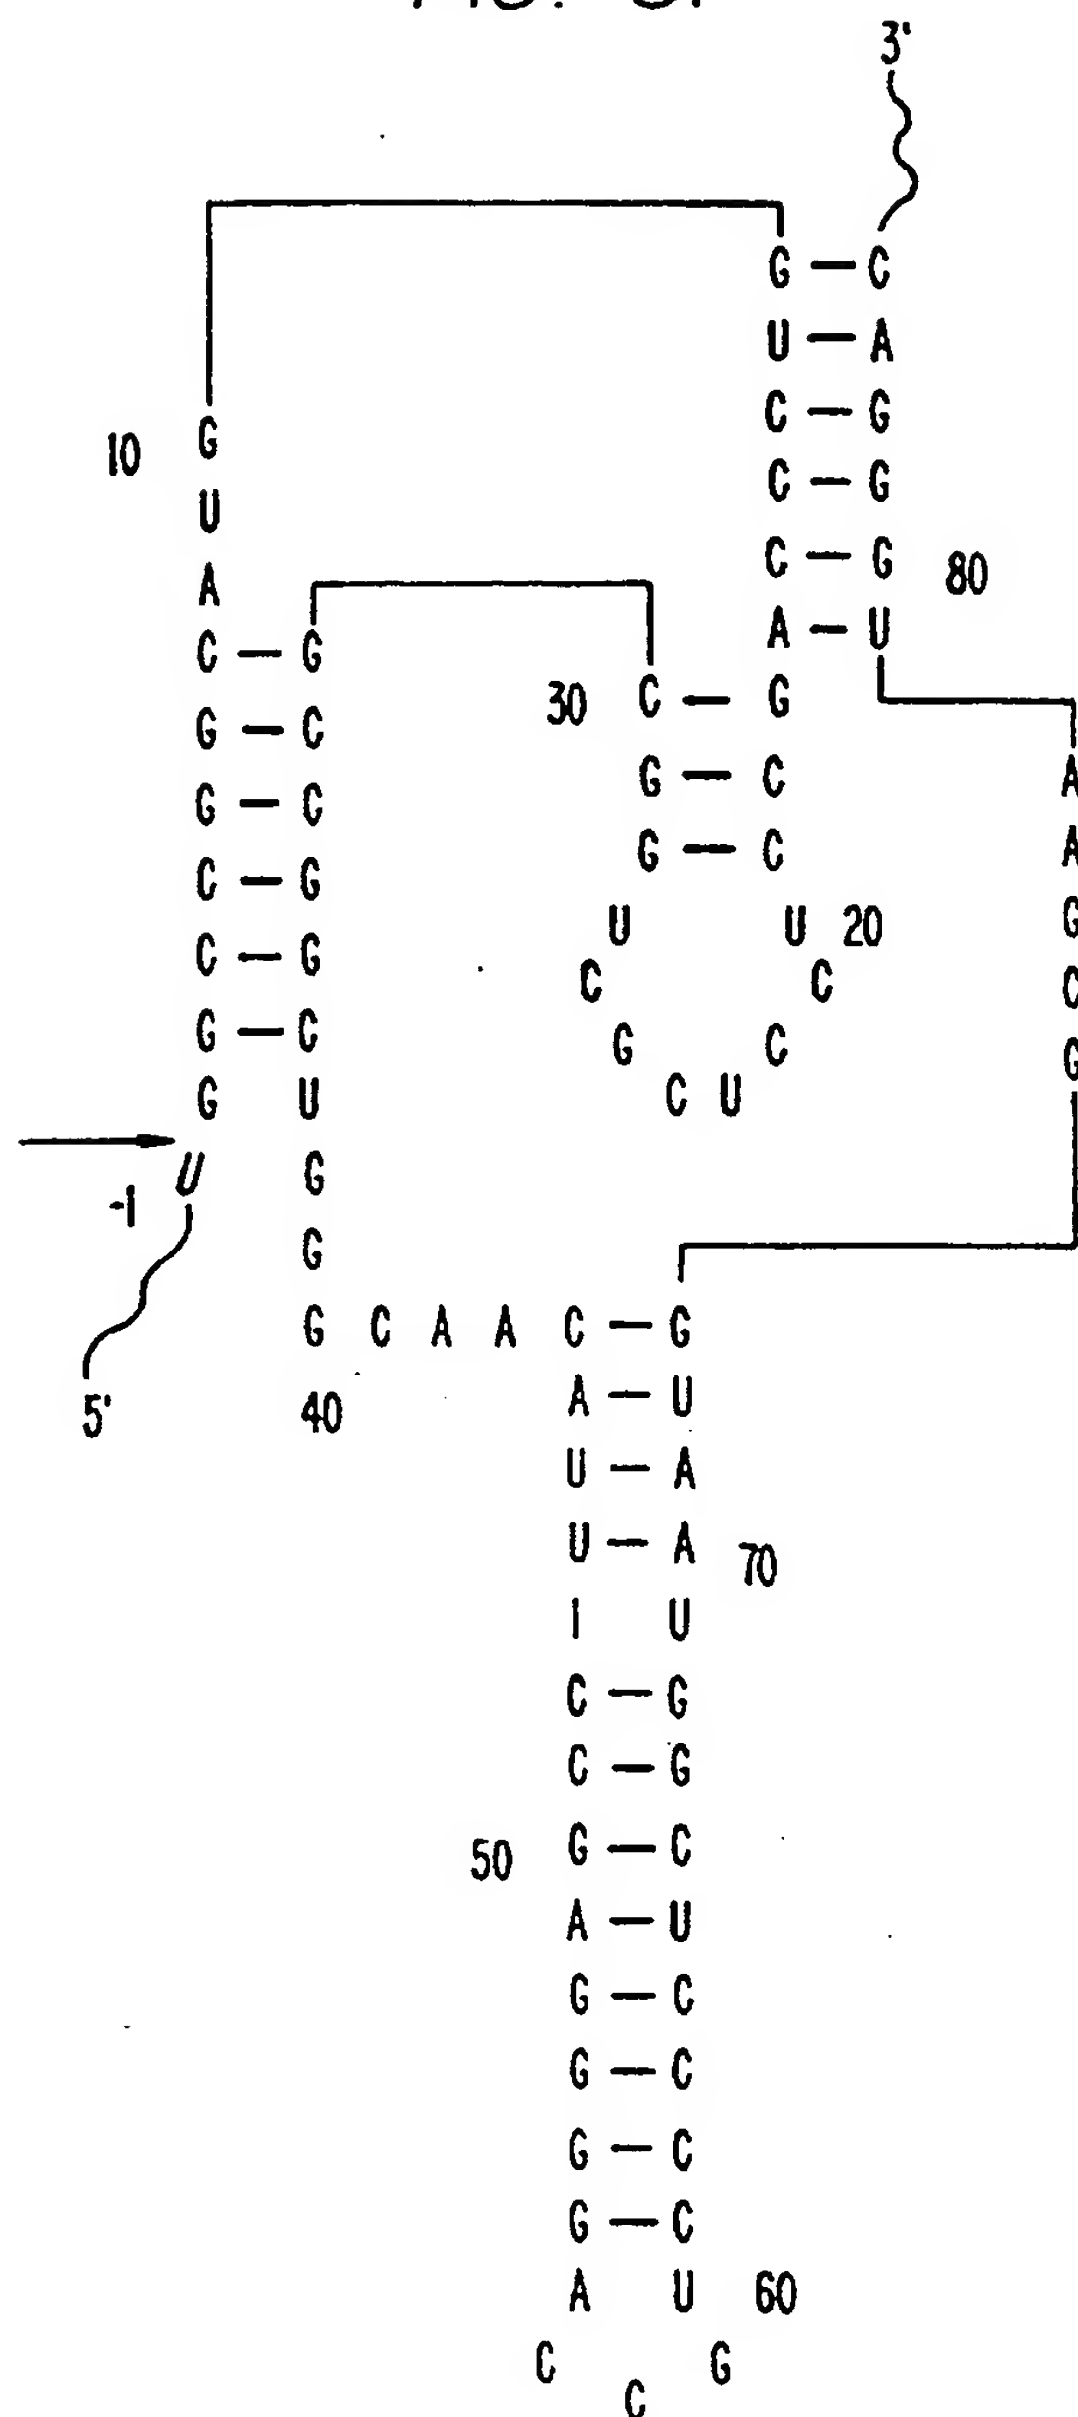 3'
G — C
U — A
C — G
10 G C — G
U C — G 80
A A — U
C — G 30 C — G
G — C G — C A
G — C G — C A
C — G U U 20 G
C — G C C C
G — C G C G
G U C U
U G
-1
G
G C A A C — G
5' 40 A — U
U — A
U — A 70
I U
C — G
C — G
50 G — C
A — U
G — C
G — C
G — C
G — C
A U 60
C G
C